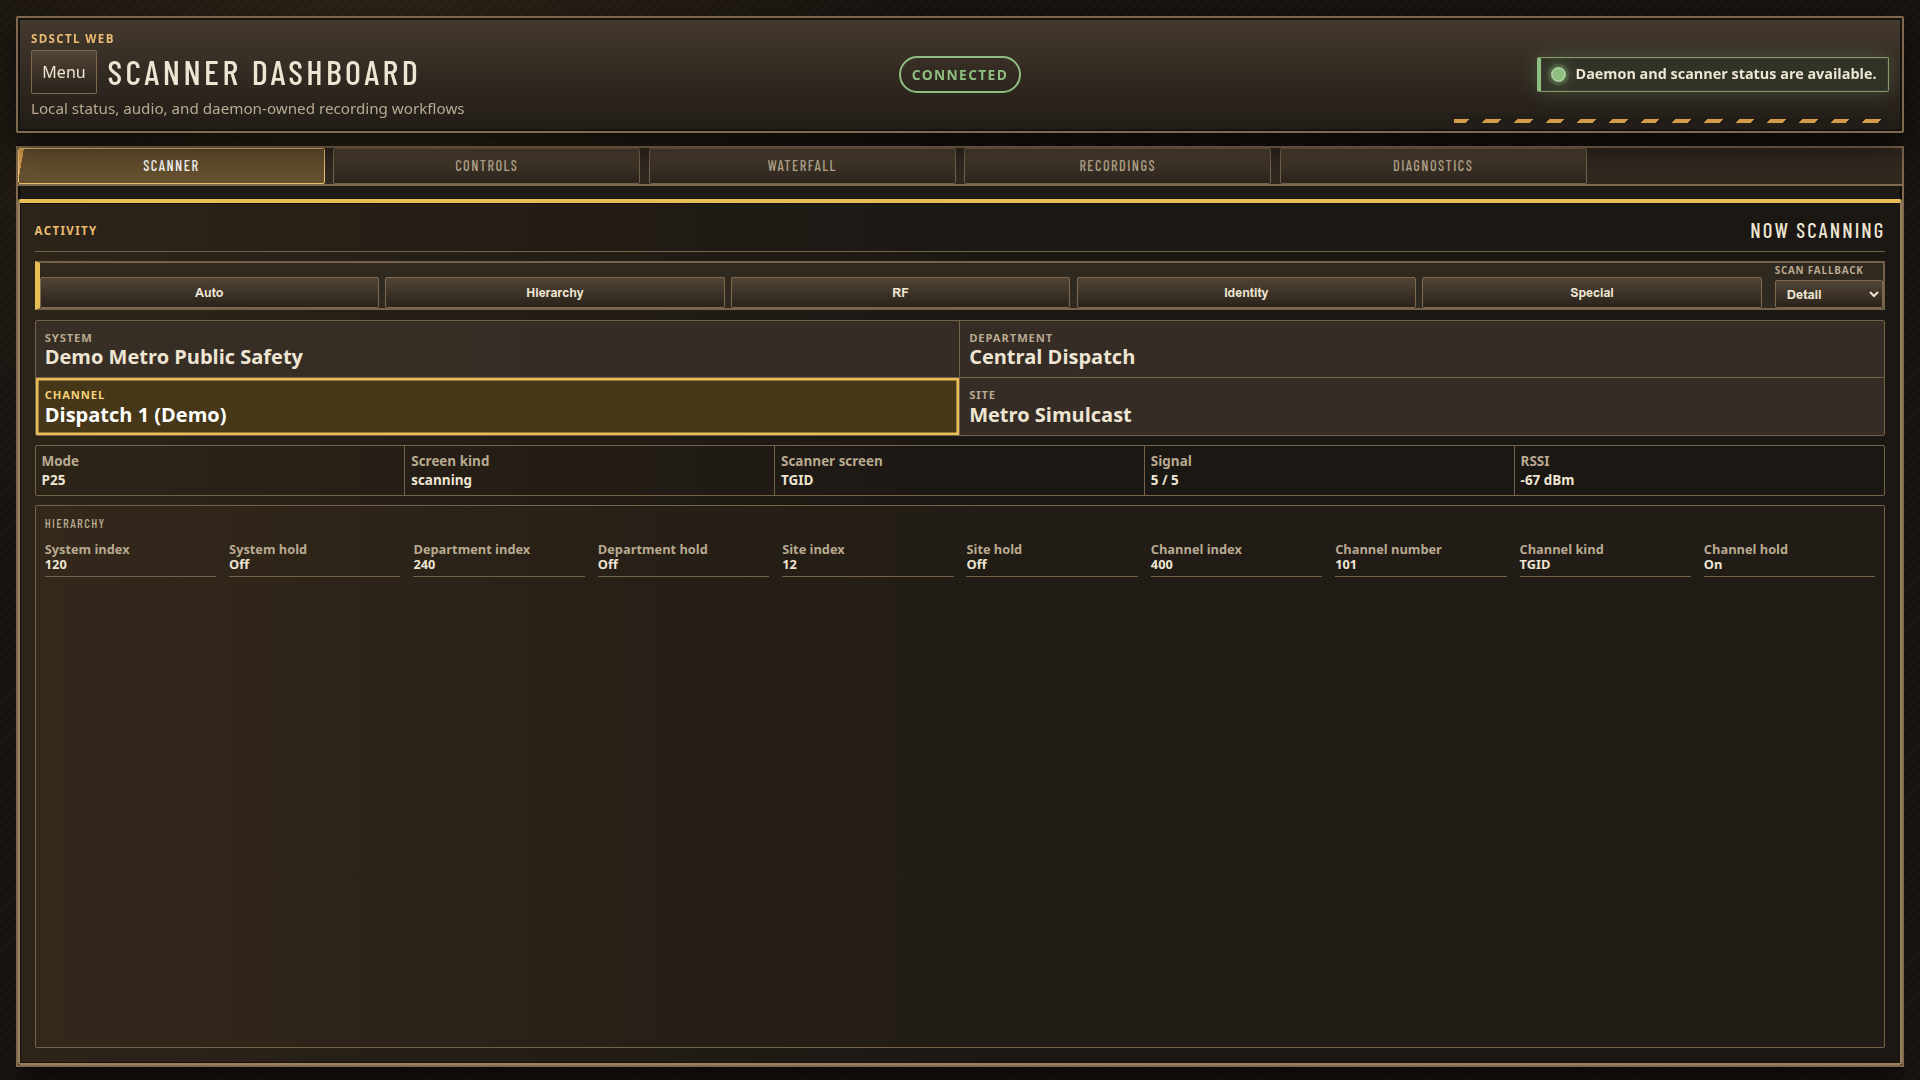 SDSCTL WEB
Menu SCANNER DASHBOARD
Local status, audio, and daemon-owned recording workflows
CONNECTED
Daemon and scanner status are available.
SCANNER CONTROLS WATERFALL RECORDINGS DIAGNOSTICS
ACTIVITY
NOW SCANNING
Auto Hierarchy RF Identity Special
SCAN FALLBACK
Detail
SYSTEM
Demo Metro Public Safety
DEPARTMENT
Central Dispatch
CHANNEL
Dispatch 1 (Demo)
SITE
Metro Simulcast
Mode
P25
Screen kind
scanning
Scanner screen
TGID
Signal
5 / 5
RSSI
-67 dBm
HIERARCHY
System index
120
System hold
Off
Department index
240
Department hold
Off
Site index
12
Site hold
Off
Channel index
400
Channel number
101
Channel kind
TGID
Channel hold
On